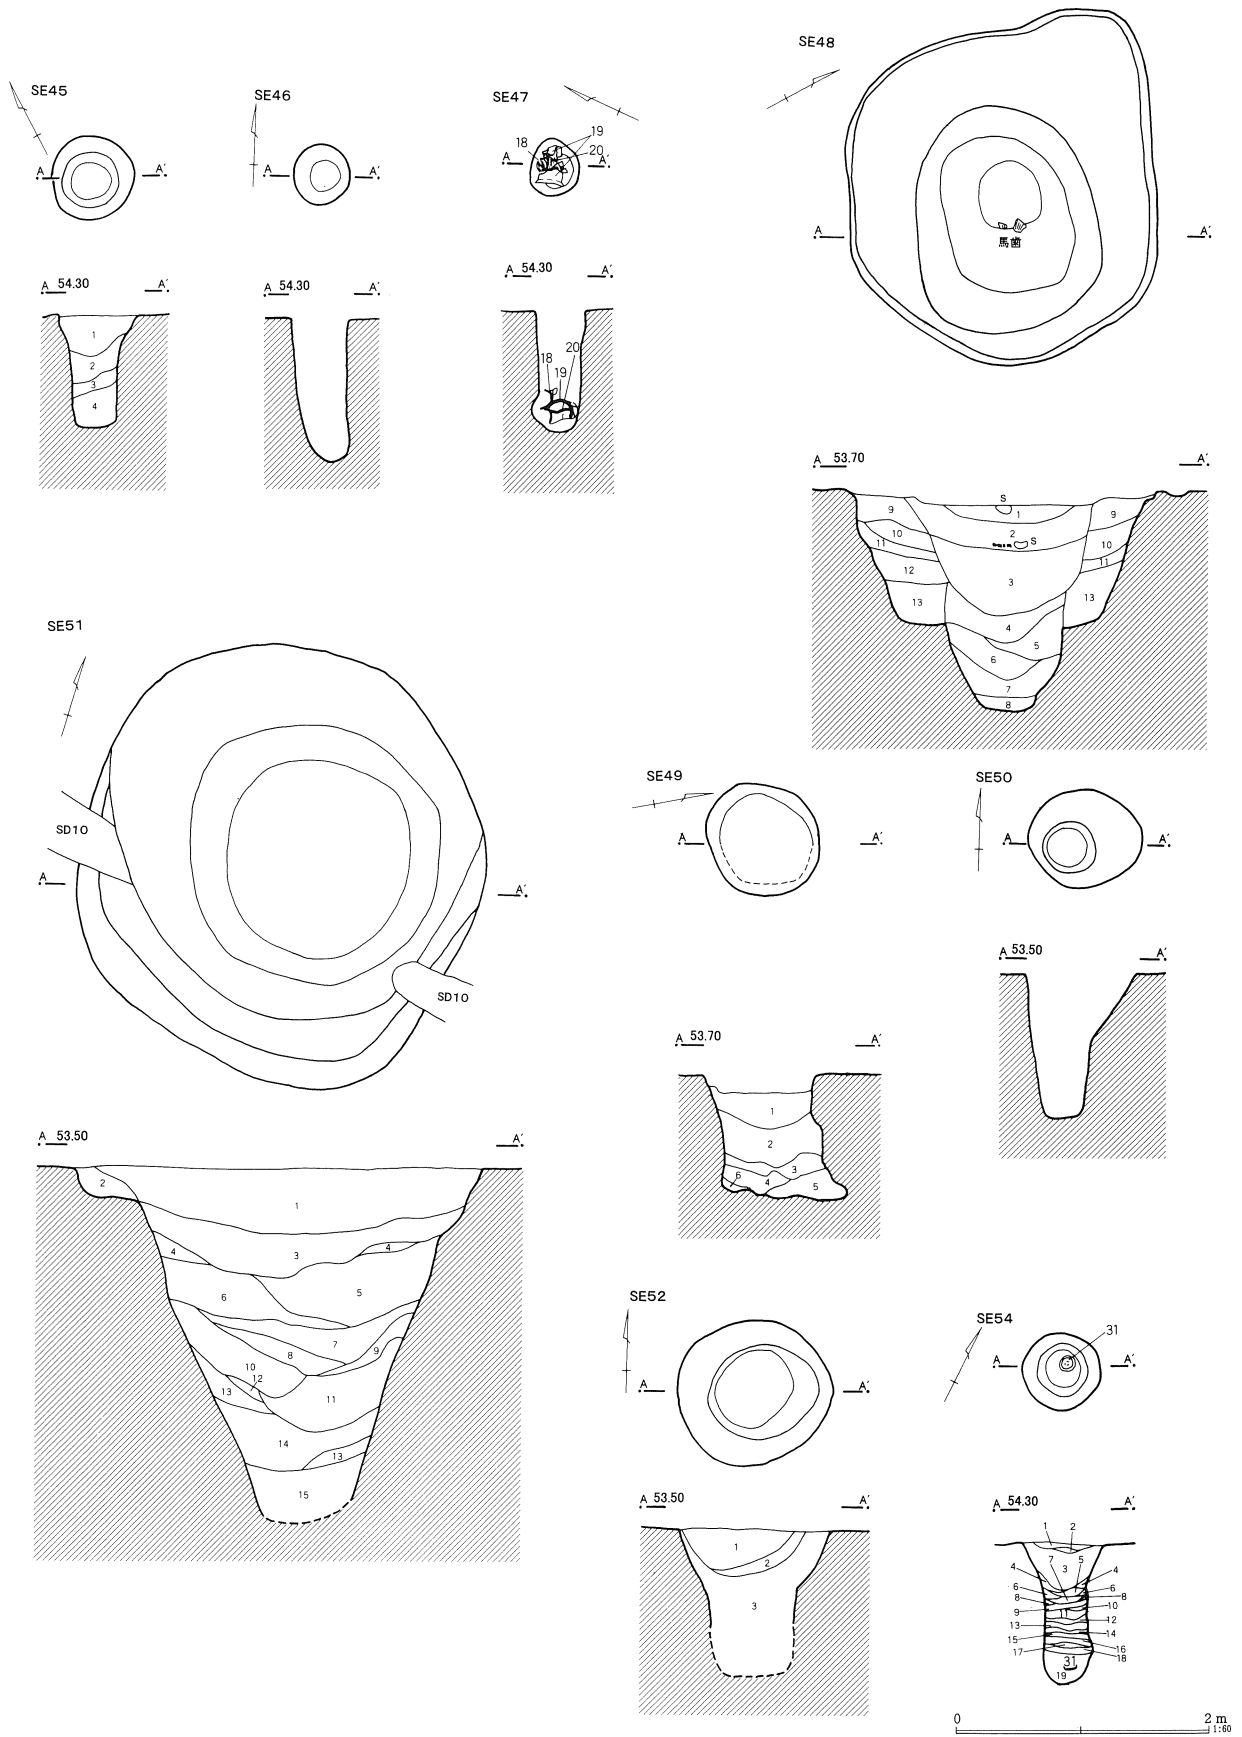 SE45
A A′
A 54.30 A′
1
2
3
4
SE46
A A′
A 54.30 A′
SE47
18 19
20
A A′
A 54.30 A′
18 20
19
SE48
A A′
馬歯
A 53.70 A′
S
9 1 9
10 2 S 10
11 11
12 3
13 13
4
5
6
7
8
SE51
SD10
A A′
SD10
A 53.50 A′
2
1
4 3 4
6 5
7
8 9
10
12
13 11
14
13
15
SE49
A A′
A 53.70 A′
1
2
3
6 4 5
SE50
A A′
A 53.50 A′
SE52
A A′
A 53.50 A′
1
2
3
SE54
31
A A′
A 54.30 A′
1 2
7 5
4 3 4
6 6
8 8
9 11 10
13 12
15 14
17 16
18
31
19
0 2 m
1:60